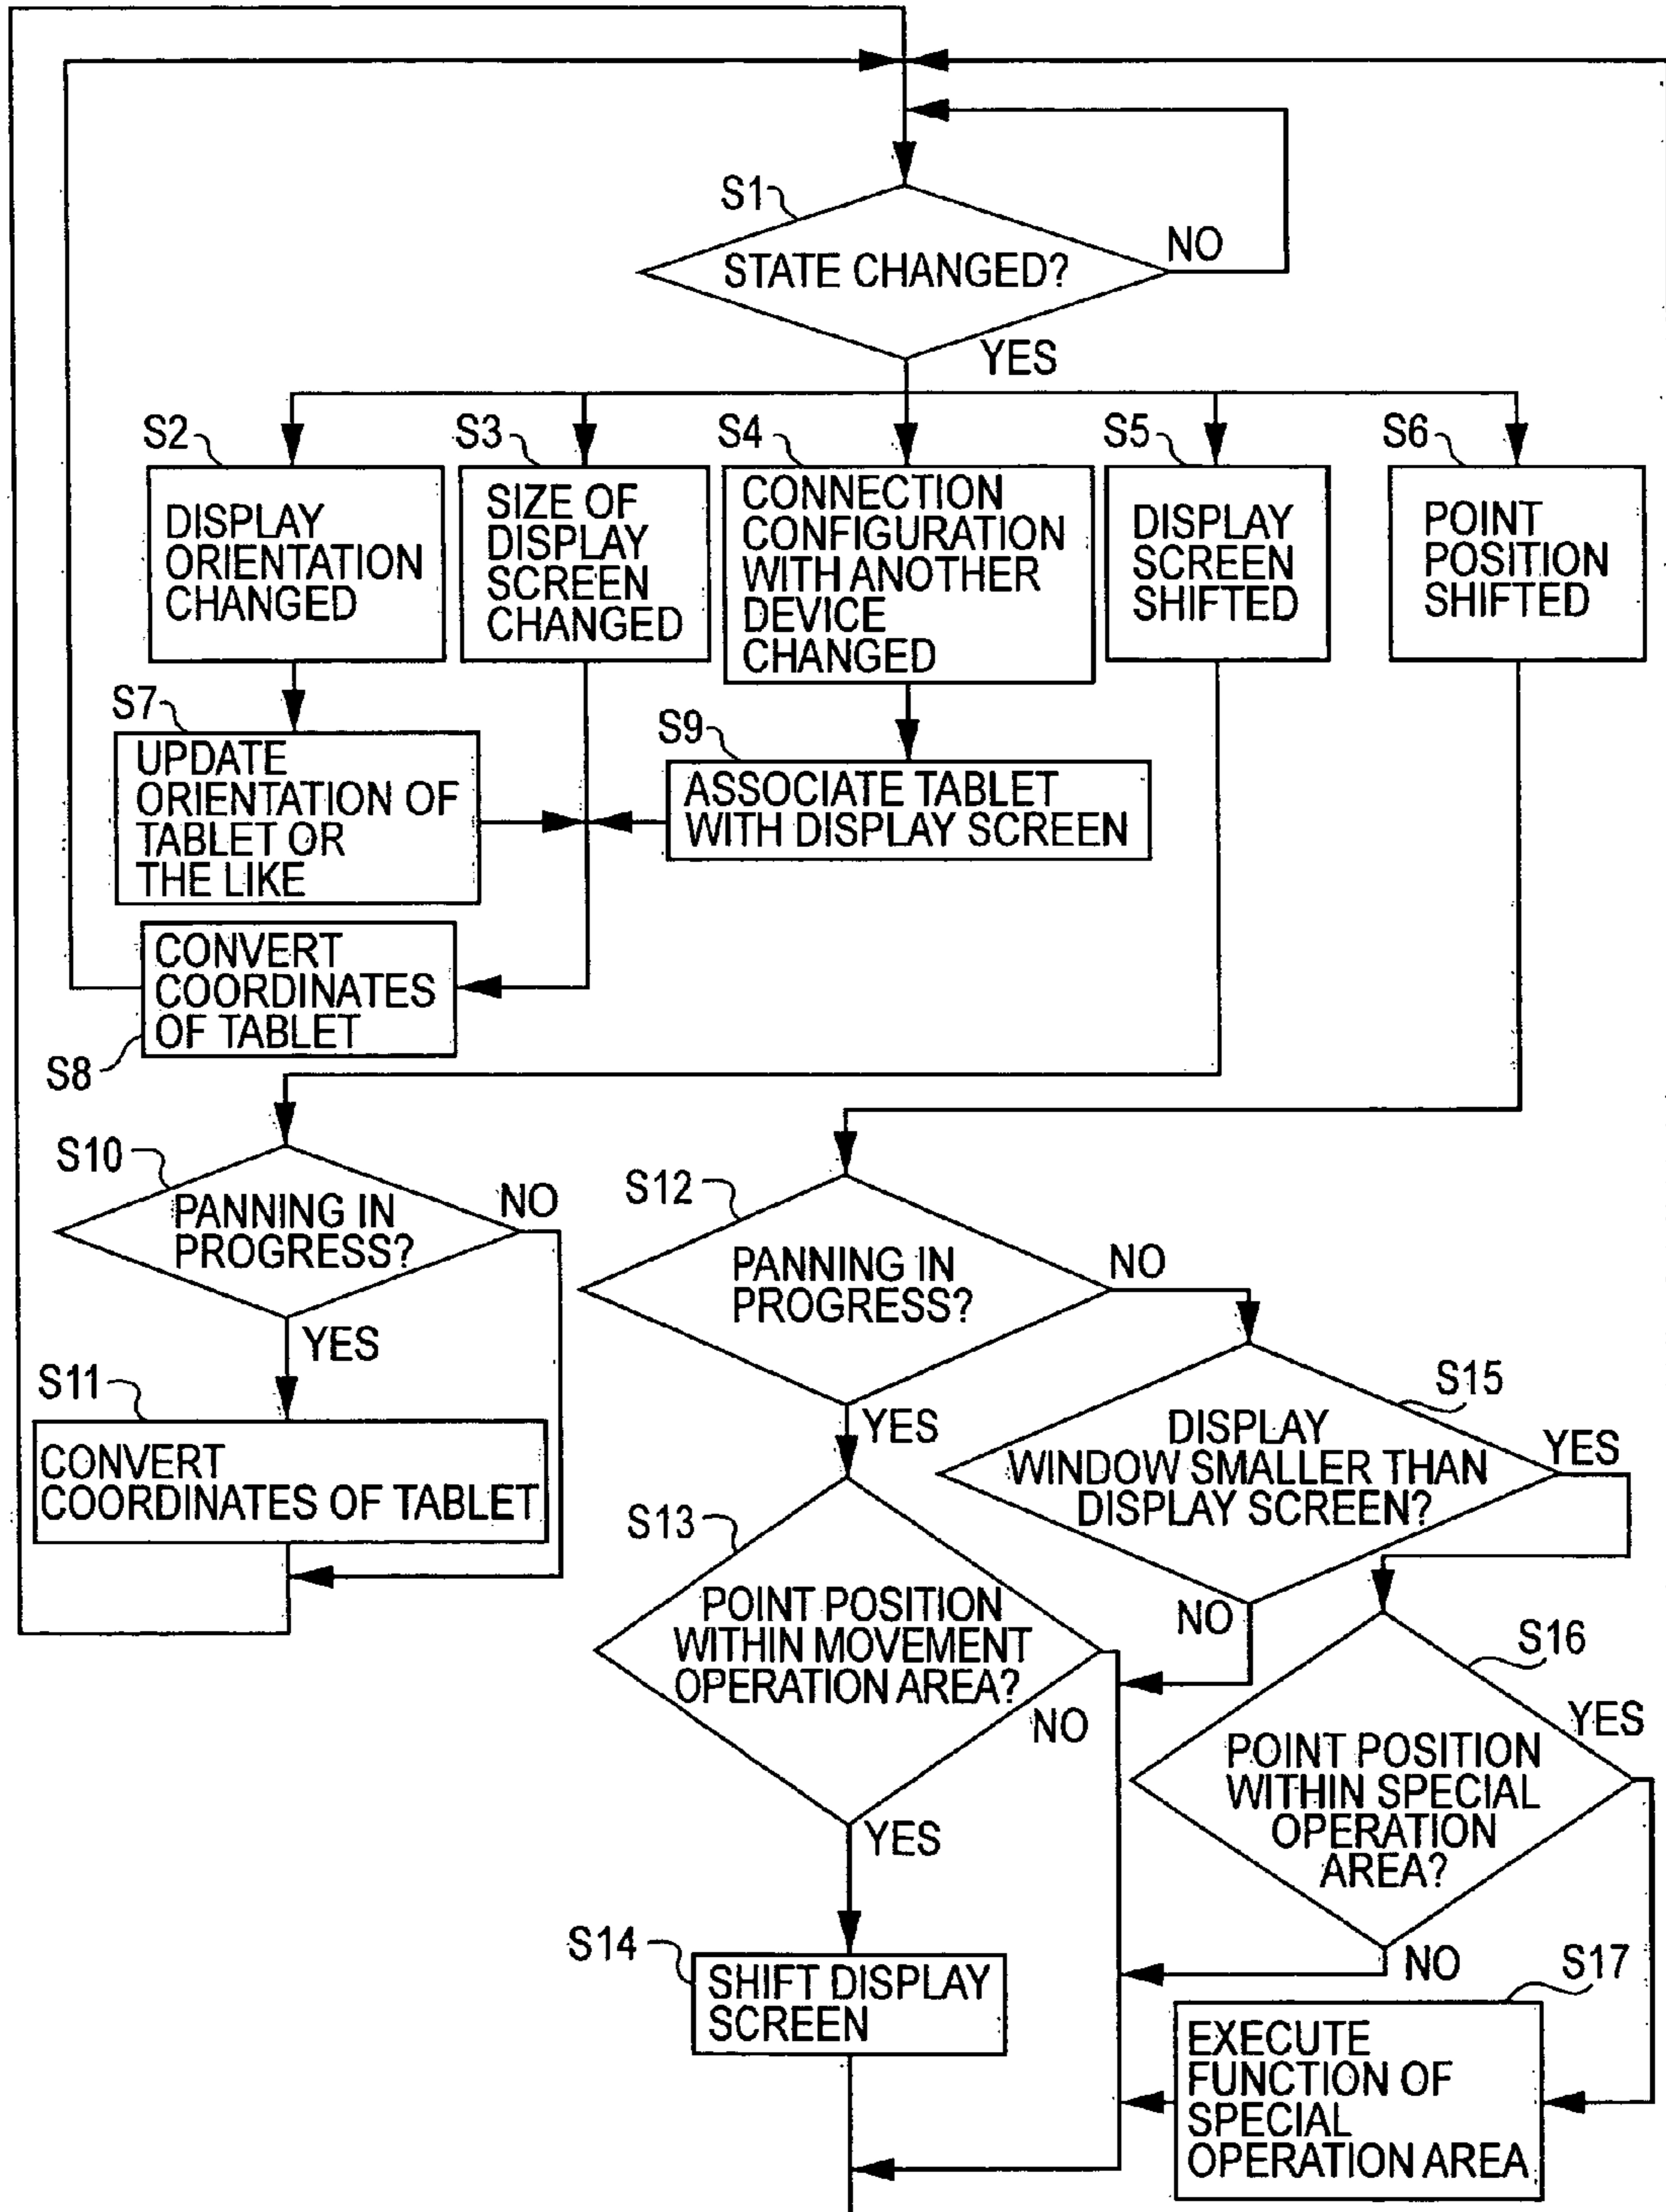 S1
STATE CHANGED?
NO
YES
S2
DISPLAY
ORIENTATION
CHANGED
S3
SIZE OF
DISPLAY
SCREEN
CHANGED
S4
CONNECTION
CONFIGURATION
WITH ANOTHER
DEVICE
CHANGED
S5
DISPLAY
SCREEN
SHIFTED
S6
POINT
POSITION
SHIFTED
S7
UPDATE
ORIENTATION OF
TABLET OR
THE LIKE
S9
ASSOCIATE TABLET
WITH DISPLAY SCREEN
CONVERT
COORDINATES
OF TABLET
S8
S10
PANNING IN
PROGRESS?
NO
YES
S11
CONVERT
COORDINATES OF TABLET
S12
PANNING IN
PROGRESS?
NO
YES
S15
DISPLAY
WINDOW SMALLER THAN
DISPLAY SCREEN?
YES
NO
S13
POINT POSITION
WITHIN MOVEMENT
OPERATION AREA?
NO
YES
S16
POINT POSITION
WITHIN SPECIAL
OPERATION
AREA?
YES
NO
S14
SHIFT DISPLAY
SCREEN
S17
EXECUTE
FUNCTION OF
SPECIAL
OPERATION AREA